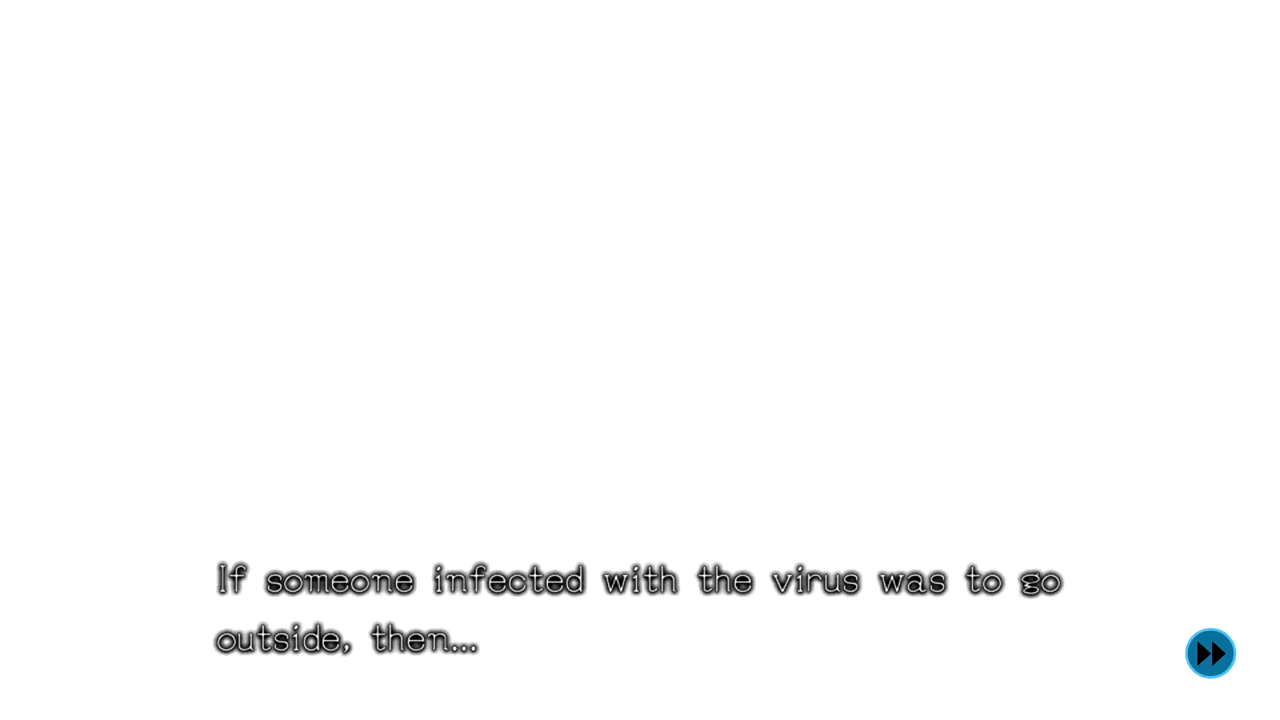 If someone infected with the virus was to go
outside, then...